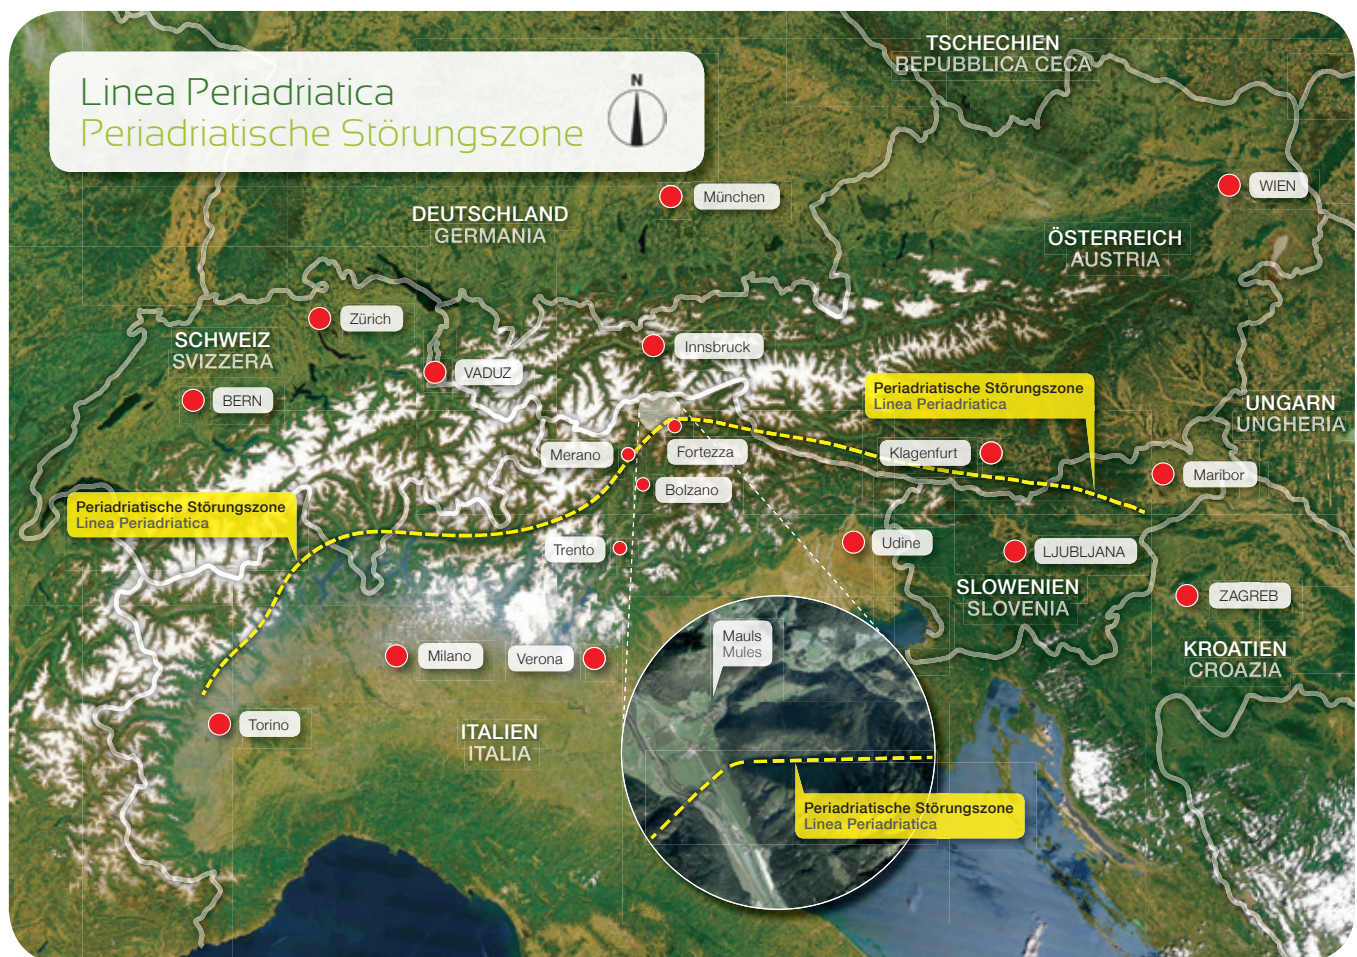 Linea Periadriatica
Periadriatische Störungszone
N
TSCHECHIEN
REPUBBLICA CECA
WIEN
München
DEUTSCHLAND
GERMANIA
ÖSTERREICH
AUSTRIA
Zürich
SCHWEIZ
SVIZZERA
Innsbruck
VADUZ
BERN
Periadriatische Störungszone
Linea Periadriatica
UNGARN
UNGHERIA
Merano
Fortezza
Klagenfurt
Maribor
Bolzano
Periadriatische Störungszone
Linea Periadriatica
Trento
Udine
LJUBLJANA
SLOWENIEN
SLOVENIA
ZAGREB
Mauls
Mules
Milano
Verona
KROATIEN
CROAZIA
Torino
ITALIEN
ITALIA
Periadriatische Störungszone
Linea Periadriatica